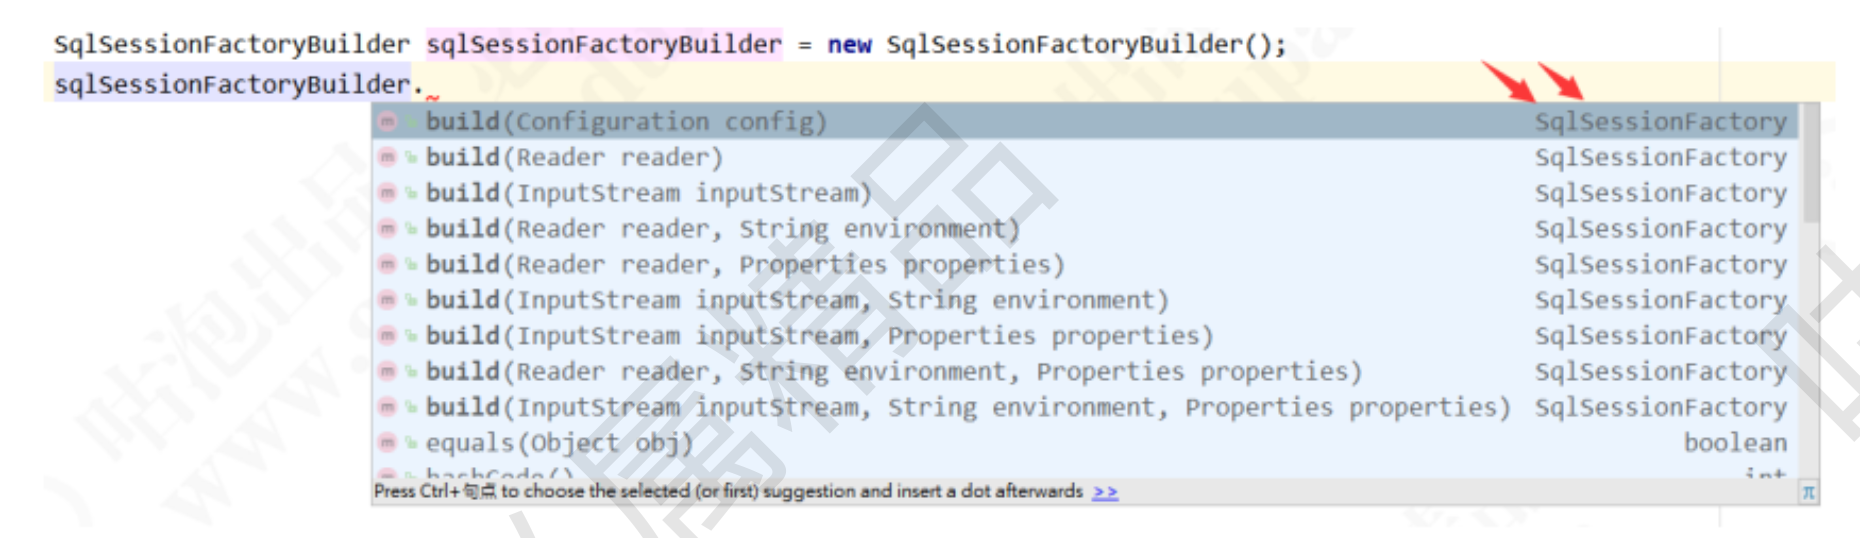 SqlSessionFactoryBuilder sqlSessionFactoryBuilder = new SqlSessionFactoryBuilder();
sqlSessionFactoryBuilder.
build(Configuration config) SqlSessionFactory
build(Reader reader) SqlSessionFactory
build(InputStream inputStream) SqlSessionFactory
build(Reader reader, String environment) SqlSessionFactory
build(Reader reader, Properties properties) SqlSessionFactory
build(InputStream inputStream, String environment) SqlSessionFactory
build(InputStream inputStream, Properties properties) SqlSessionFactory
build(Reader reader, String environment, Properties properties) SqlSessionFactory
build(InputStream inputStream, String environment, Properties properties) SqlSessionFactory
equals(Object obj) boolean
hashCode() int
Press Ctrl+句点 to choose the selected (or first) suggestion and insert a dot afterwards >> π